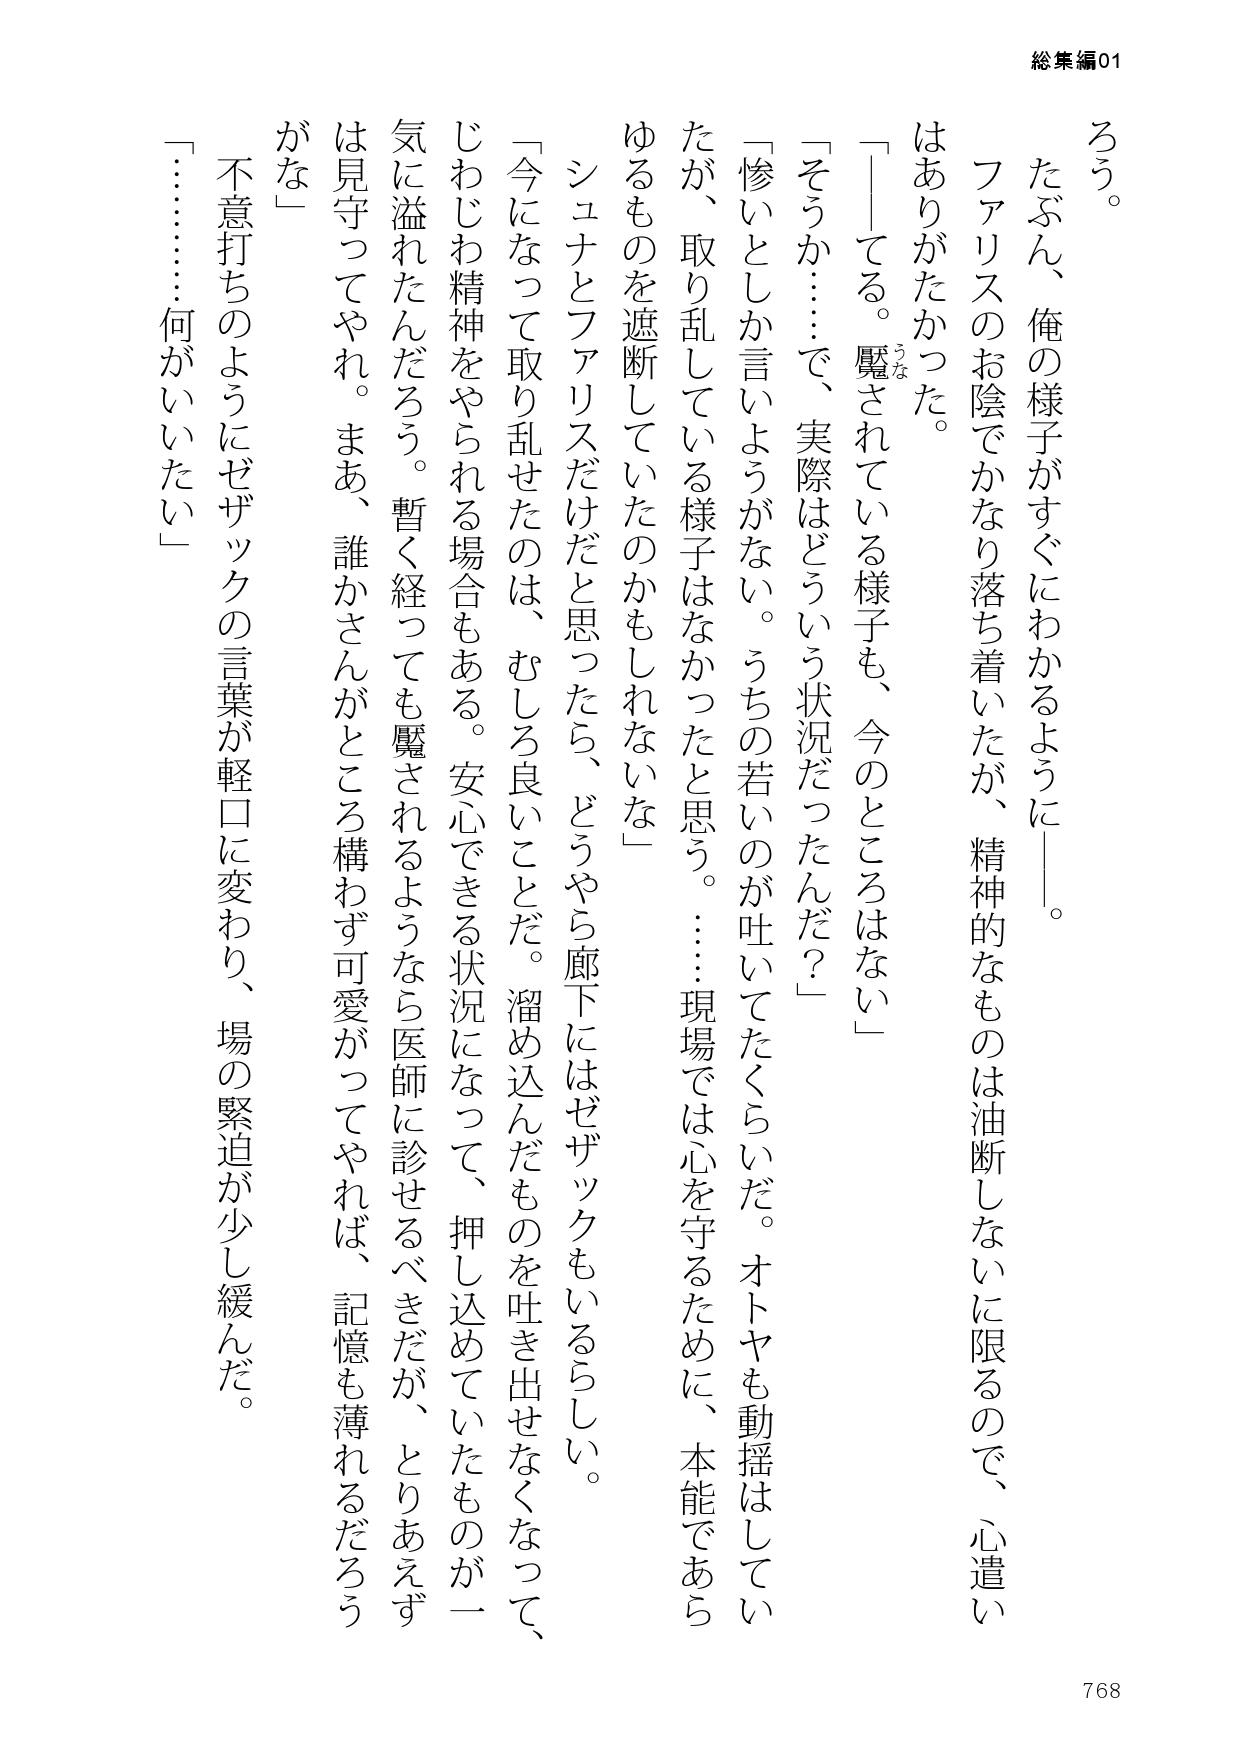 総集編01
ろう。
　たぶん、俺の様子がすぐにわかるように――。
　ファリスのお陰でかなり落ち着いたが、精神的なものは油断しないに限るので、心遣い
はありがたかった。
「――てる。魘されている様子も、今のところはない」
うな
「そうか……で、実際はどういう状況だったんだ？」
「惨いとしか言いようがない。うちの若いのが吐いてたくらいだ。オトヤも動揺はしてい
たが、取り乱している様子はなかったと思う。……現場では心を守るために、本能であら
ゆるものを遮断していたのかもしれないな」
　シュナとファリスだけだと思ったら、どうやら廊下にはゼザックもいるらしい。
「今になって取り乱せたのは、むしろ良いことだ。溜め込んだものを吐き出せなくなって、
じわじわ精神をやられる場合もある。安心できる状況になって、押し込めていたものが一
気に溢れたんだろう。暫く経っても魘されるようなら医師に診せるべきだが、とりあえず
は見守ってやれ。まあ、誰かさんがところ構わず可愛がってやれば、記憶も薄れるだろう
がな」
　不意打ちのようにゼザックの言葉が軽口に変わり、場の緊迫が少し緩んだ。
「…………何がいいたい」
768